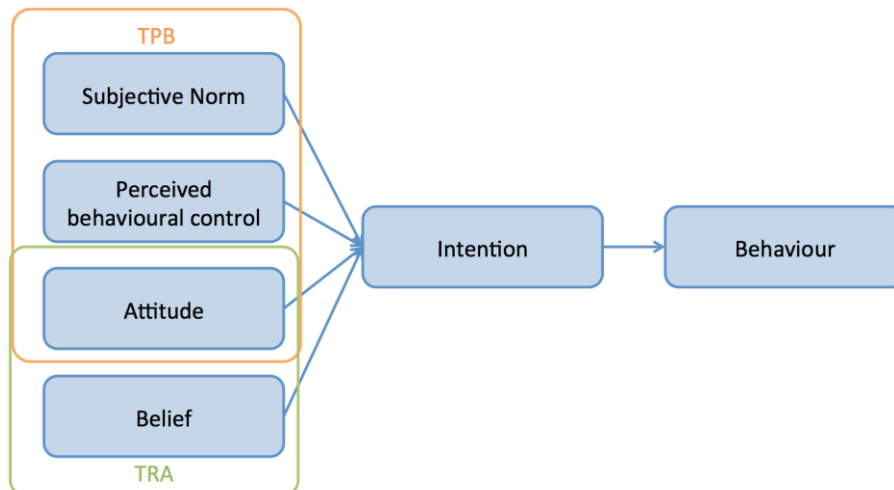 TPB
Subjective Norm
Perceived
behavioural control
Attitude
Belief
TRA
Intention
Behaviour